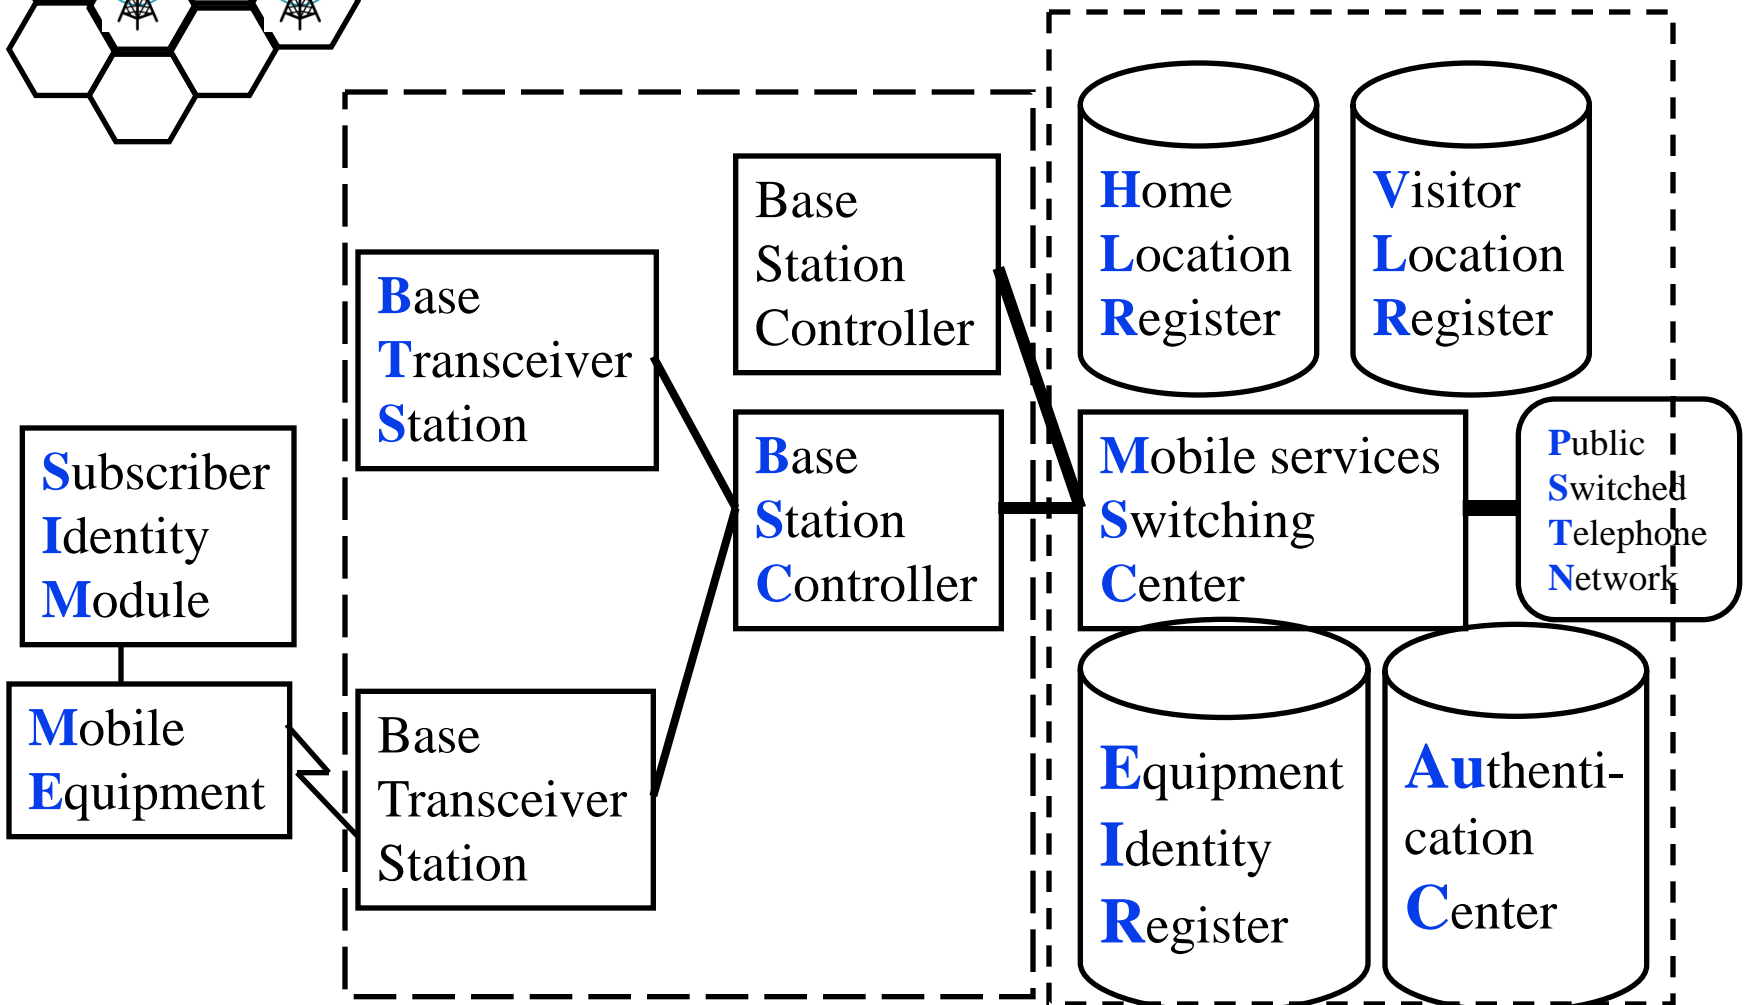 Subscriber
Identity
Module
Mobile
Equipment
Base
Transceiver
Station
Base
Transceiver
Station
Base
Station
Controller
Base
Station
Controller
Home
Location
Register
Visitor
Location
Register
Mobile services
Switching
Center
Public
Switched
Telephone
Network
Equipment
Identity
Register
Authenti-
cation
Center